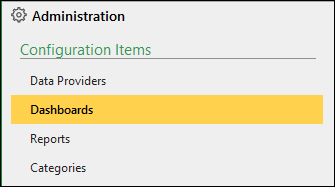 Administration
Configuration Items
Data Providers
Dashboards
Reports
Categories